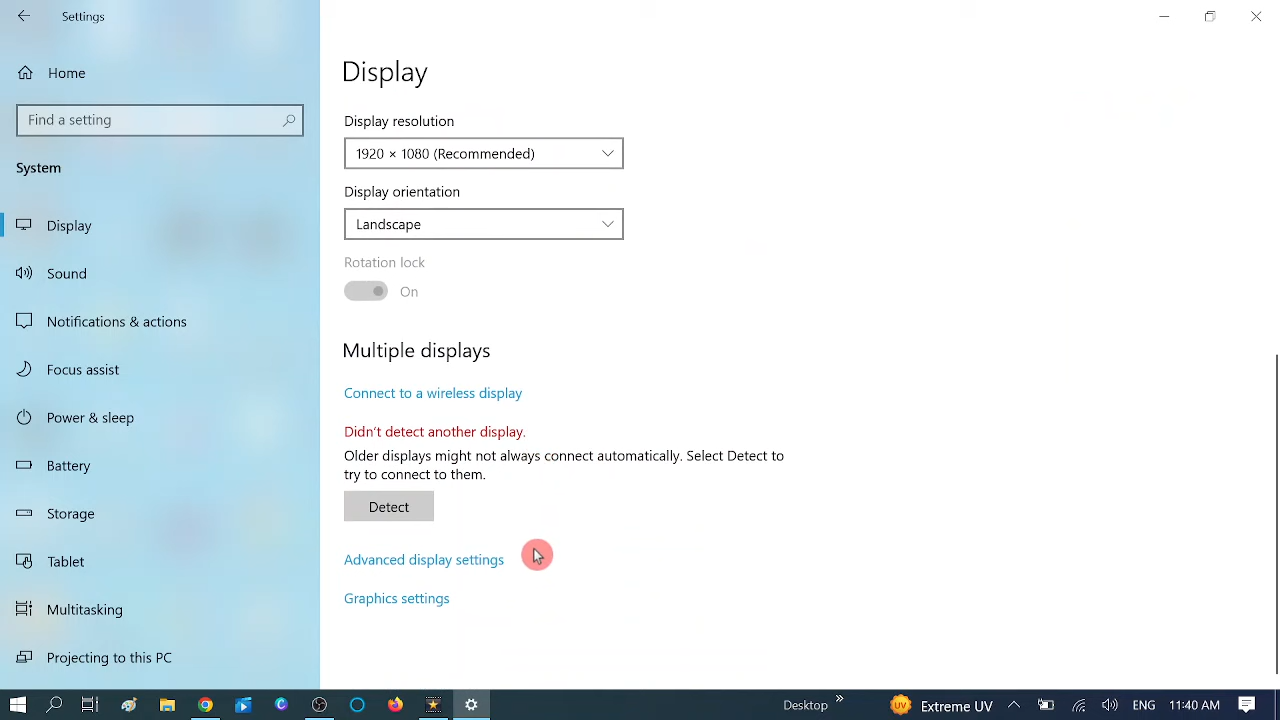 Settings
Home
Find a setting
System
Display
Sound
Notifications & actions
Focus assist
Power & sleep
Battery
Storage
Tablet
Multitasking
Projecting to this PC
Display
Display resolution
1920 × 1080 (Recommended)
Display orientation
Landscape
Rotation lock
On
Multiple displays
Connect to a wireless display
Didn't detect another display.
Older displays might not always connect automatically. Select Detect to
try to connect to them.
Detect
Advanced display settings
Graphics settings
Desktop
UV
Extreme UV
ENG
11:40 AM